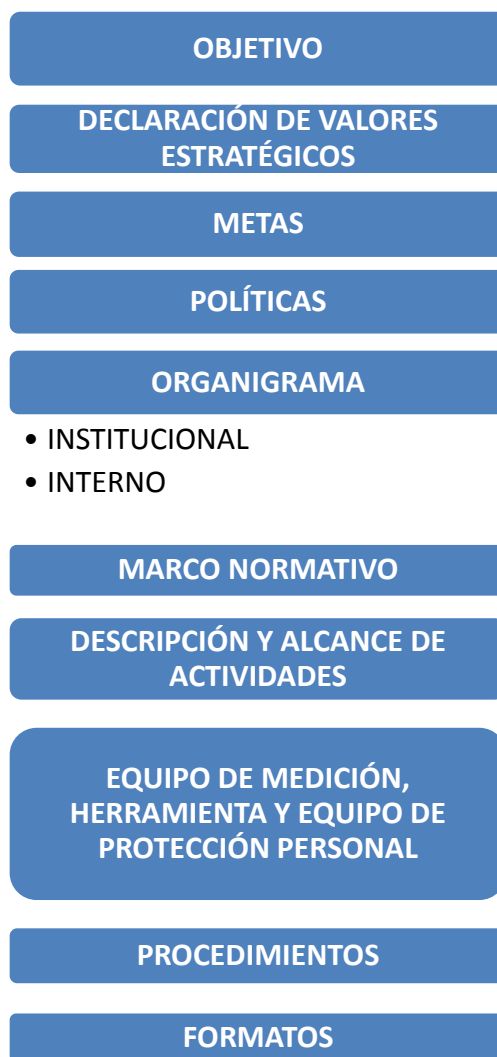 OBJETIVO
DECLARACIÓN DE VALORES
ESTRATÉGICOS
METAS
POLÍTICAS
ORGANIGRAMA
• INSTITUCIONAL
• INTERNO
MARCO NORMATIVO
DESCRIPCIÓN Y ALCANCE DE
ACTIVIDADES
EQUIPO DE MEDICIÓN,
HERRAMIENTA Y EQUIPO DE
PROTECCIÓN PERSONAL
PROCEDIMIENTOS
FORMATOS